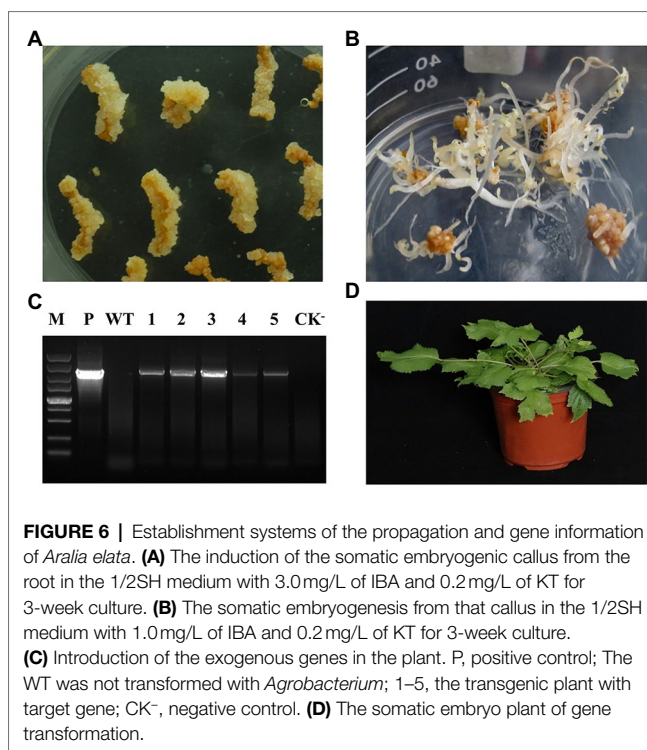 A
B
40
60
C
M P WT 1 2 3 4 5 CK-
D
FIGURE 6 | Establishment systems of the propagation and gene information
of Aralia elata. (A) The induction of the somatic embryogenic callus from the
root in the 1/2SH medium with 3.0 mg/L of IBA and 0.2 mg/L of KT for
3-week culture. (B) The somatic embryogenesis from that callus in the 1/2SH
medium with 1.0 mg/L of IBA and 0.2 mg/L of KT for 3-week culture.
(C) Introduction of the exogenous genes in the plant. P, positive control; The
WT was not transformed with Agrobacterium; 1–5, the transgenic plant with
target gene; CK−, negative control. (D) The somatic embryo plant of gene
transformation.